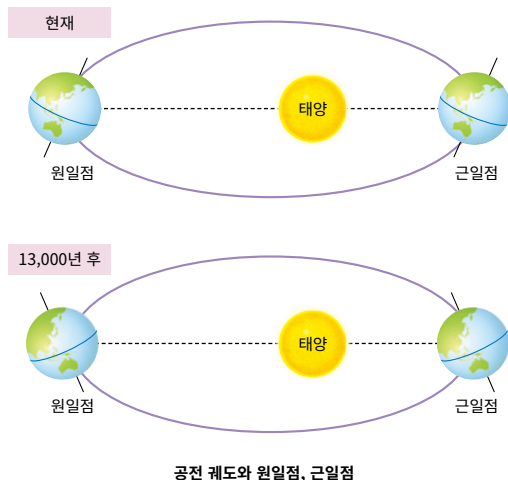 현재
태양
원일점
근일점
13,000년 후
태양
원일점
근일점
공전 궤도와 원일점, 근일점